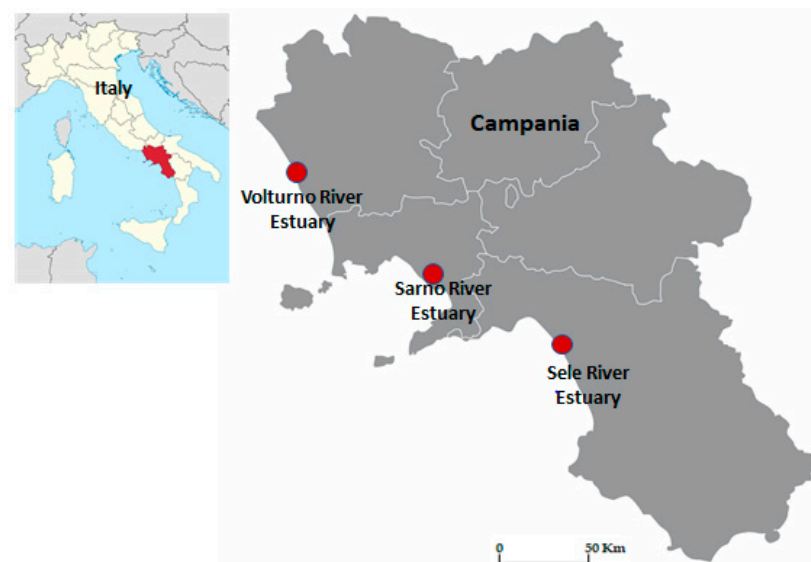 Italy
Campania
Volturno River
Estuary
Sarno River
Estuary
Sele River
Estuary
0 50 Km